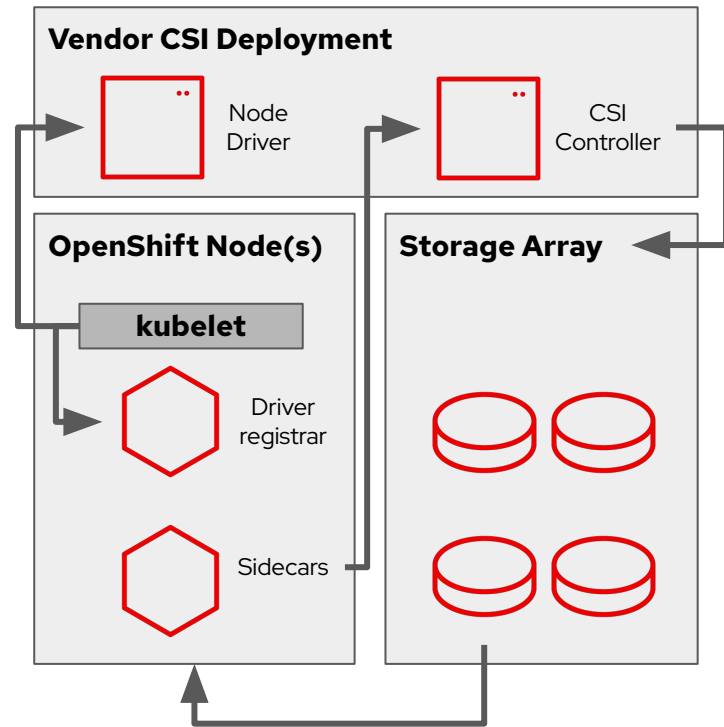 Vendor CSI Deployment
Node
Driver
CSI
Controller
OpenShift Node(s)
kubelet
Driver
registrar
Sidecars
Storage Array